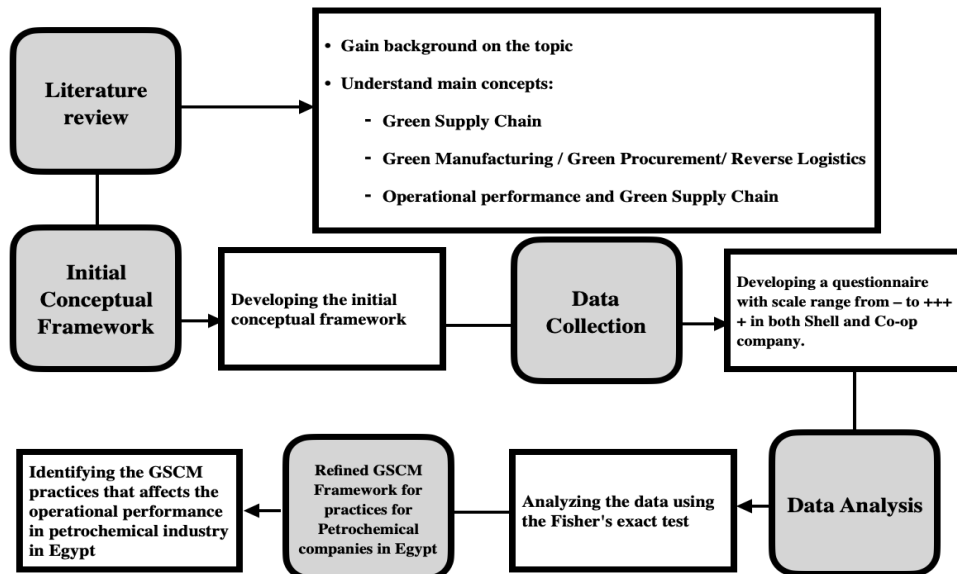 Literature
review
• Gain background on the topic
• Understand main concepts:
- Green Supply Chain
- Green Manufacturing / Green Procurement/ Reverse Logistics
- Operational performance and Green Supply Chain
Initial
Conceptual
Framework
Developing the initial
conceptual framework
Data
Collection
Developing a questionnaire
with scale range from – to +++
+ in both Shell and Co-op
company.
Data Analysis
Analyzing the data using
the Fisher's exact test
Refined GSCM
Framework for
practices for
Petrochemical
companies in Egypt
Identifying the GSCM
practices that affects the
operational performance
in petrochemical industry
in Egypt